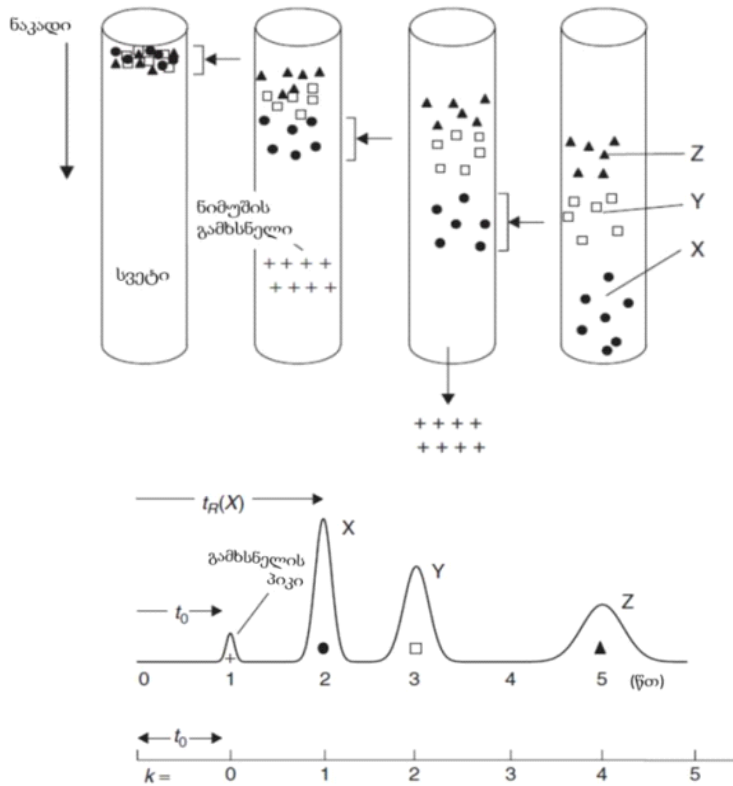 ნაკადი
ნიმუშის
გამხსნელი
სვეტი
+ + + +
+ + + +
Z
Y
X
+ + + +
+ + + +
tR(X)
X
გამხსნელის
პიკი
Y
t0
Z
+
0 1 2 3 4 5 (წთ)
t0
k = 0 1 2 3 4 5